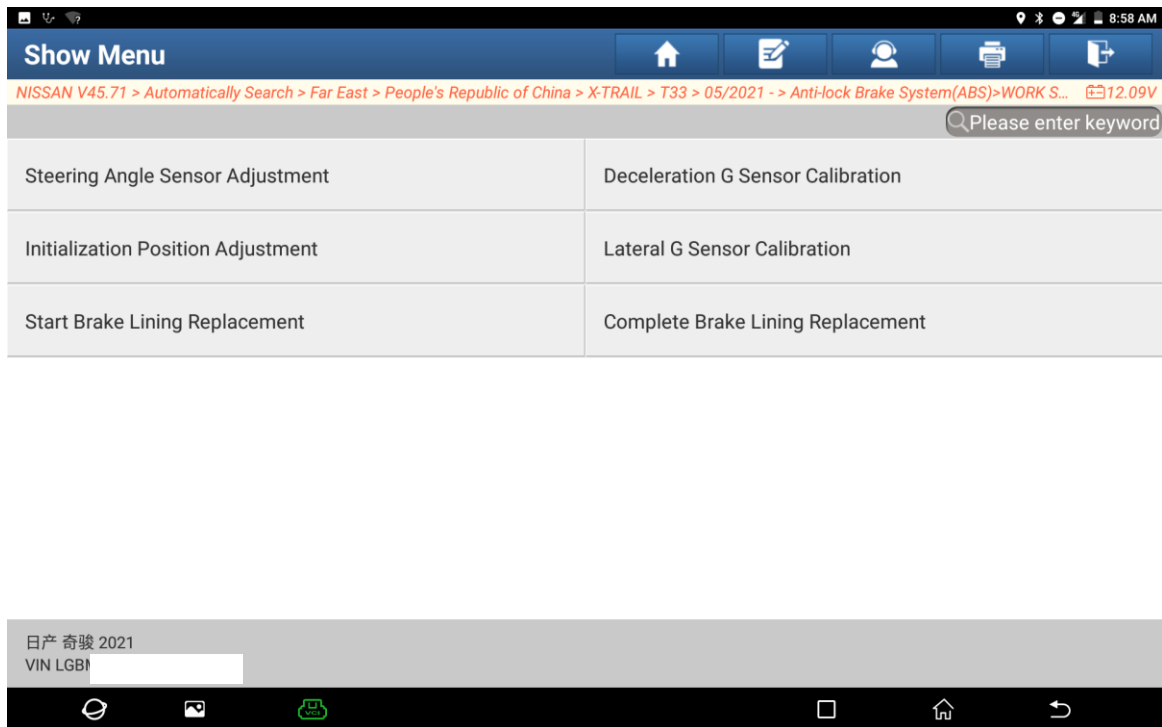 8:58 AM
Show Menu
NISSAN V45.71 > Automatically Search > Far East > People's Republic of China > X-TRAIL > T33 > 05/2021 - > Anti-lock Brake System(ABS)>WORK S... 12.09V
Please enter keyword
Steering Angle Sensor Adjustment
Deceleration G Sensor Calibration
Initialization Position Adjustment
Lateral G Sensor Calibration
Start Brake Lining Replacement
Complete Brake Lining Replacement
日产 奇骏 2021
VIN LGB
VCI